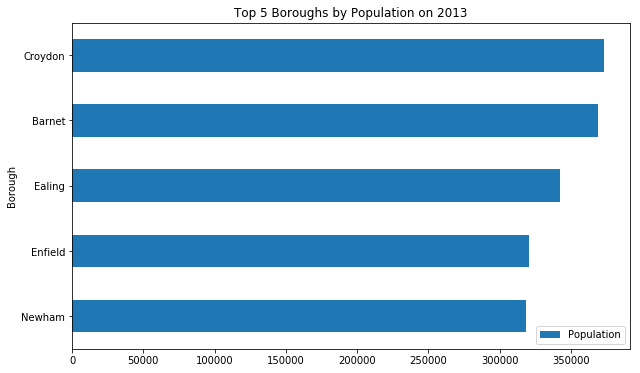 Top 5 Boroughs by Population on 2013
Croydon
Barnet
Ealing
Enfield
Newham
Borough
Population
0 50000 100000 150000 200000 250000 300000 350000